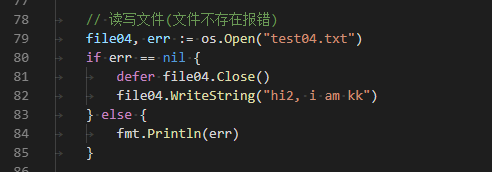 77
78 // 读写文件(文件不存在报错)
79 file04, err := os.Open("test04.txt")
80 if err == nil {
81 defer file04.Close()
82 file04.WriteString("hi2, i am kk")
83 } else {
84 fmt.Println(err)
85 }
86